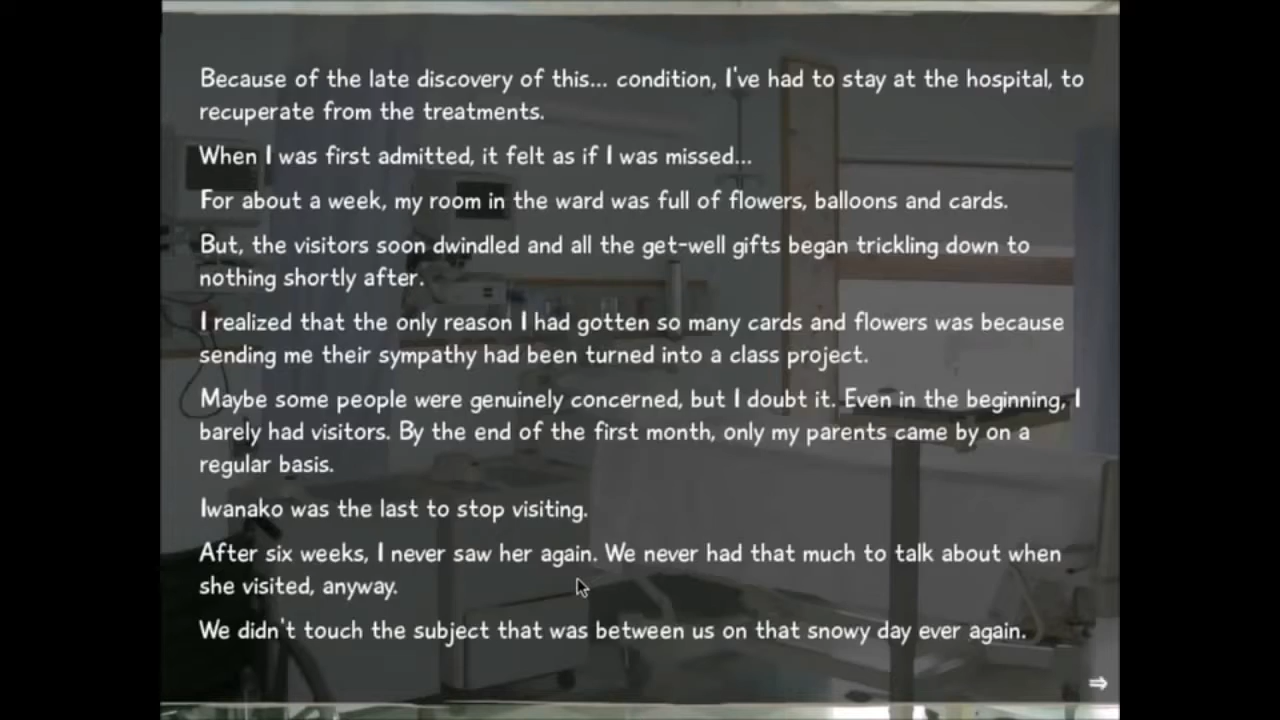 Because of the late discovery of this... condition, I've had to stay at the hospital, to
recuperate from the treatments.
When I was first admitted, it felt as if I was missed...
For about a week, my room in the ward was full of flowers, balloons and cards.
But, the visitors soon dwindled and all the get-well gifts began trickling down to
nothing shortly after.
I realized that the only reason I had gotten so many cards and flowers was because
sending me their sympathy had been turned into a class project.
Maybe some people were genuinely concerned, but I doubt it. Even in the beginning, I
barely had visitors. By the end of the first month, only my parents came by on a
regular basis.
Iwanako was the last to stop visiting.
After six weeks, I never saw her again. We never had that much to talk about when
she visited, anyway.
We didn't touch the subject that was between us on that snowy day ever again.
⇒